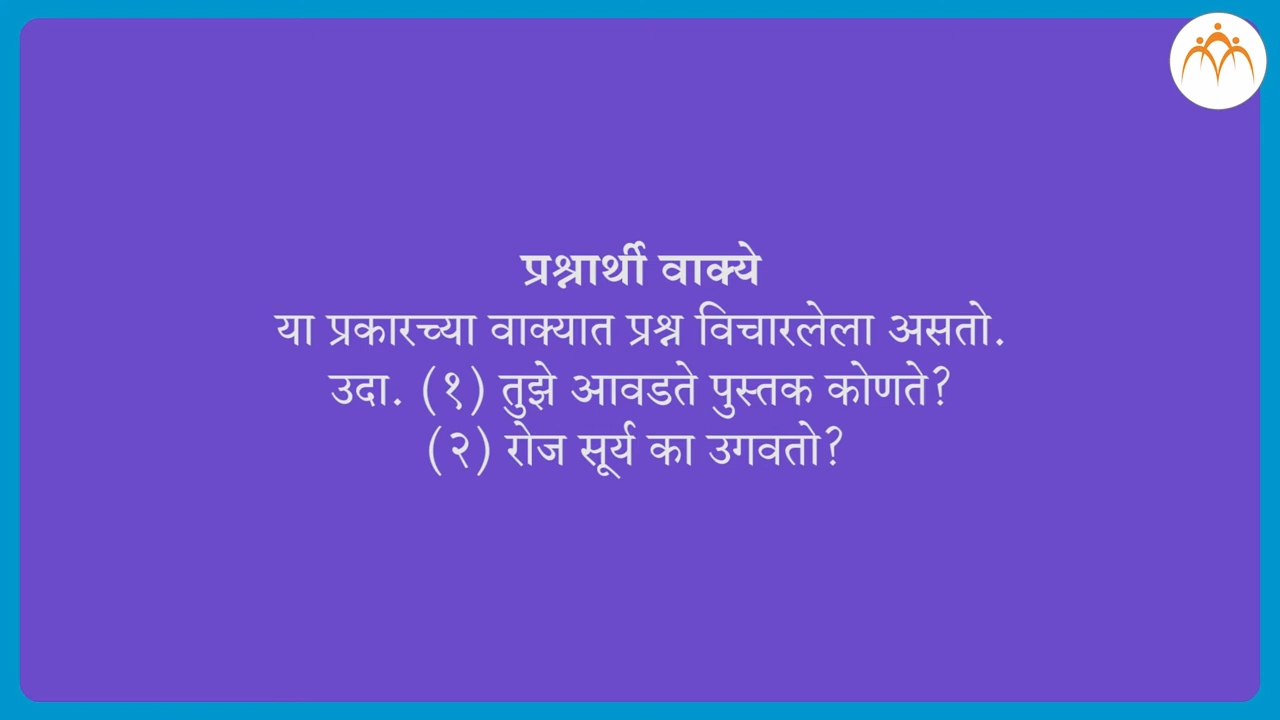 प्रश्नार्थी वाक्ये
या प्रकारच्या वाक्यात प्रश्न विचारलेला असतो.
उदा. (१) तुझे आवडते पुस्तक कोणते?
(२) रोज सूर्य का उगवतो?